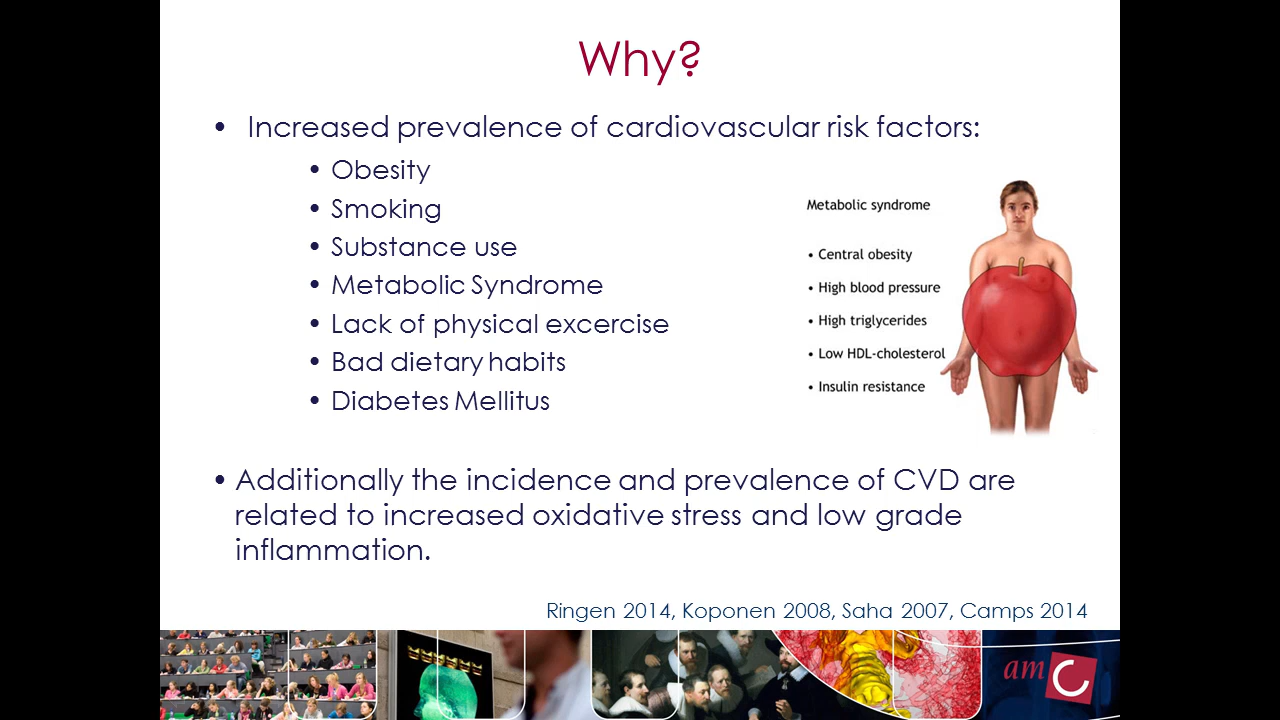 Why?
• Increased prevalence of cardiovascular risk factors:
• Obesity
• Smoking
• Substance use
• Metabolic Syndrome
• Lack of physical excercise
• Bad dietary habits
• Diabetes Mellitus
Metabolic syndrome
• Central obesity
• High blood pressure
• High triglycerides
• Low HDL-cholesterol
• Insulin resistance
• Additionally the incidence and prevalence of CVD are
related to increased oxidative stress and low grade
inflammation.
Ringen 2014, Koponen 2008, Saha 2007, Camps 2014
amC